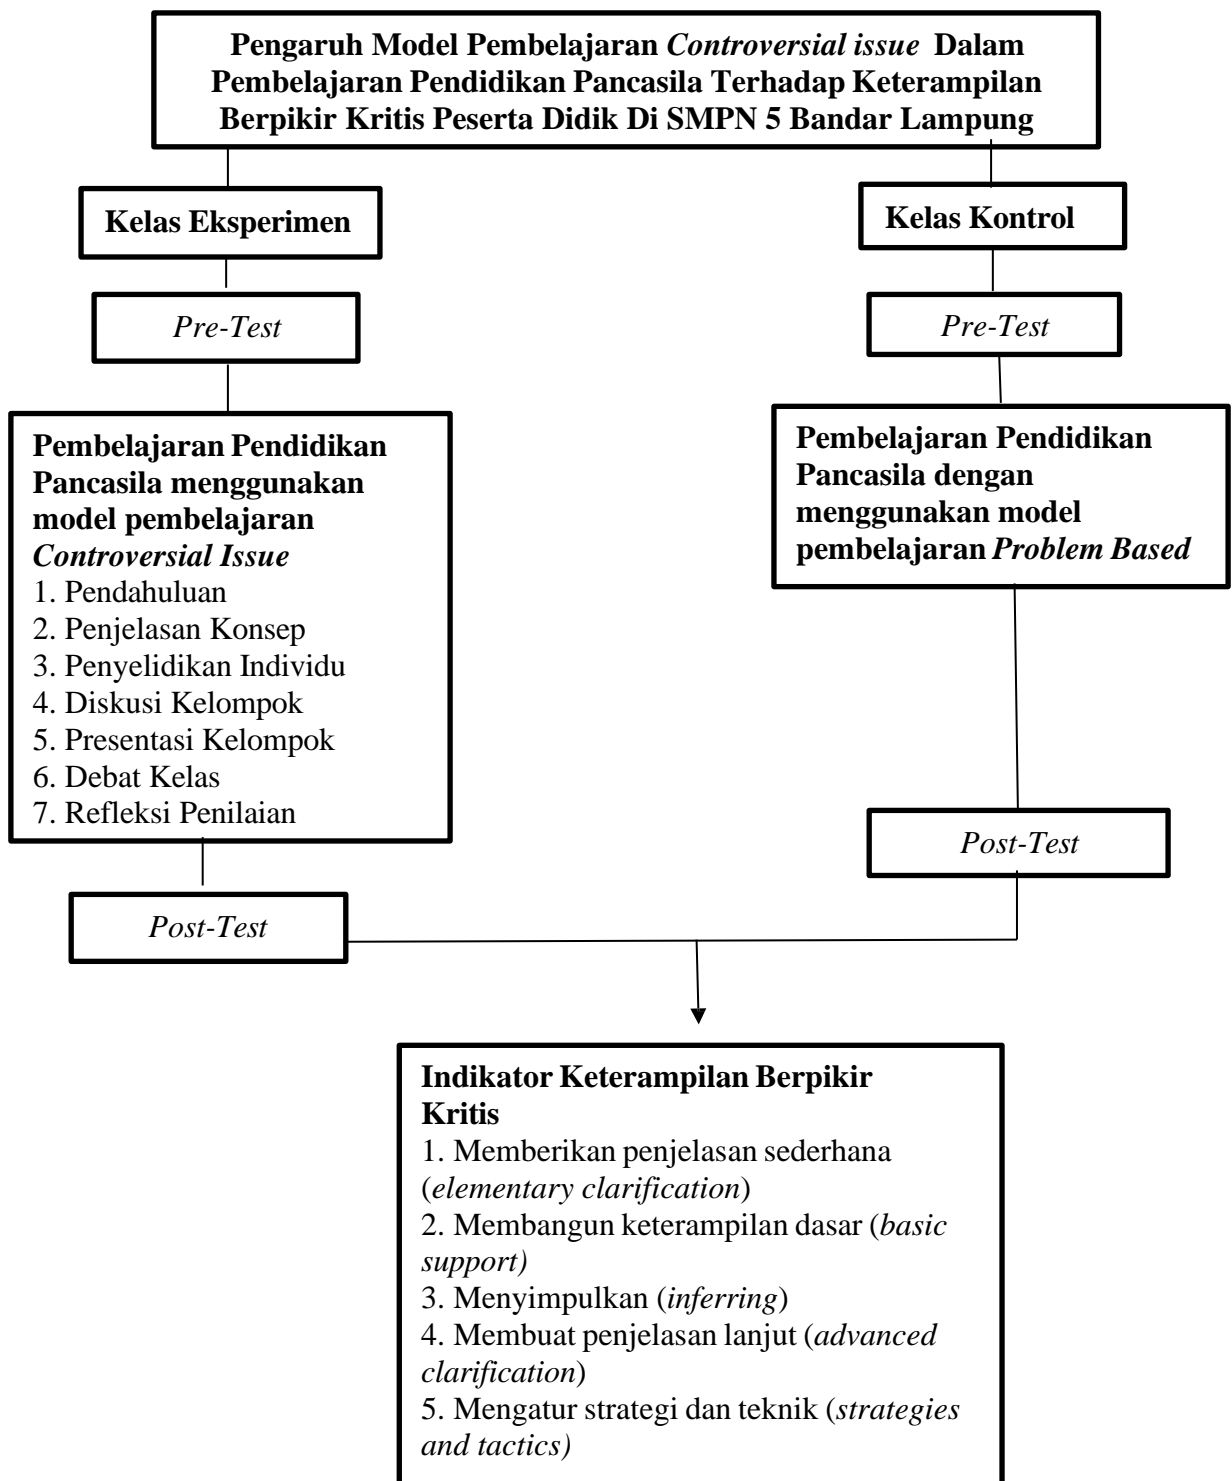 Pengaruh Model Pembelajaran Controversial issue Dalam
Pembelajaran Pendidikan Pancasila Terhadap Keterampilan
Berpikir Kritis Peserta Didik Di SMPN 5 Bandar Lampung
Kelas Eksperimen
Kelas Kontrol
Pre-Test
Pre-Test
Pembelajaran Pendidikan
Pancasila menggunakan
model pembelajaran
Controversial Issue
1. Pendahuluan
2. Penjelasan Konsep
3. Penyelidikan Individu
4. Diskusi Kelompok
5. Presentasi Kelompok
6. Debat Kelas
7. Refleksi Penilaian
Pembelajaran Pendidikan
Pancasila dengan
menggunakan model
pembelajaran Problem Based
Post-Test
Post-Test
Indikator Keterampilan Berpikir
Kritis
1. Memberikan penjelasan sederhana
(elementary clarification)
2. Membangun keterampilan dasar (basic
support)
3. Menyimpulkan (inferring)
4. Membuat penjelasan lanjut (advanced
clarification)
5. Mengatur strategi dan teknik (strategies
and tactics)